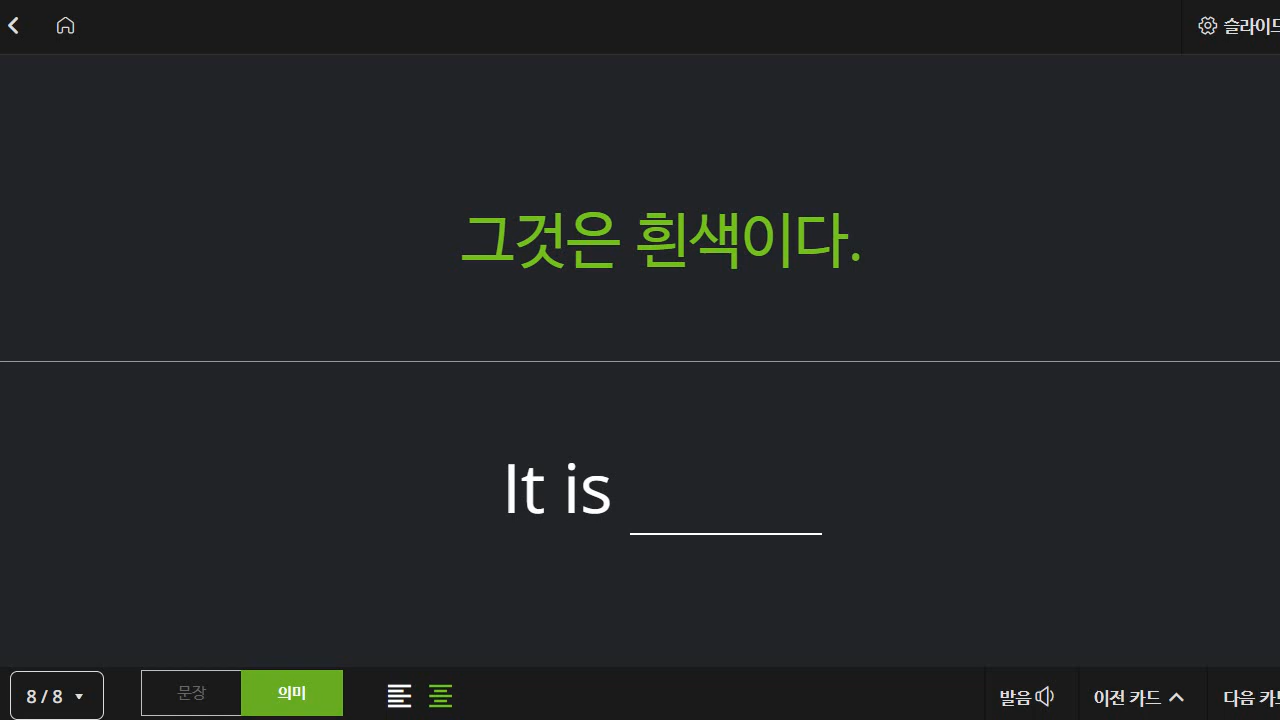 슬라이드
그것은 흰색이다.
It is ________
8 / 8
문장 의미
발음 이전 카드 다음 카드